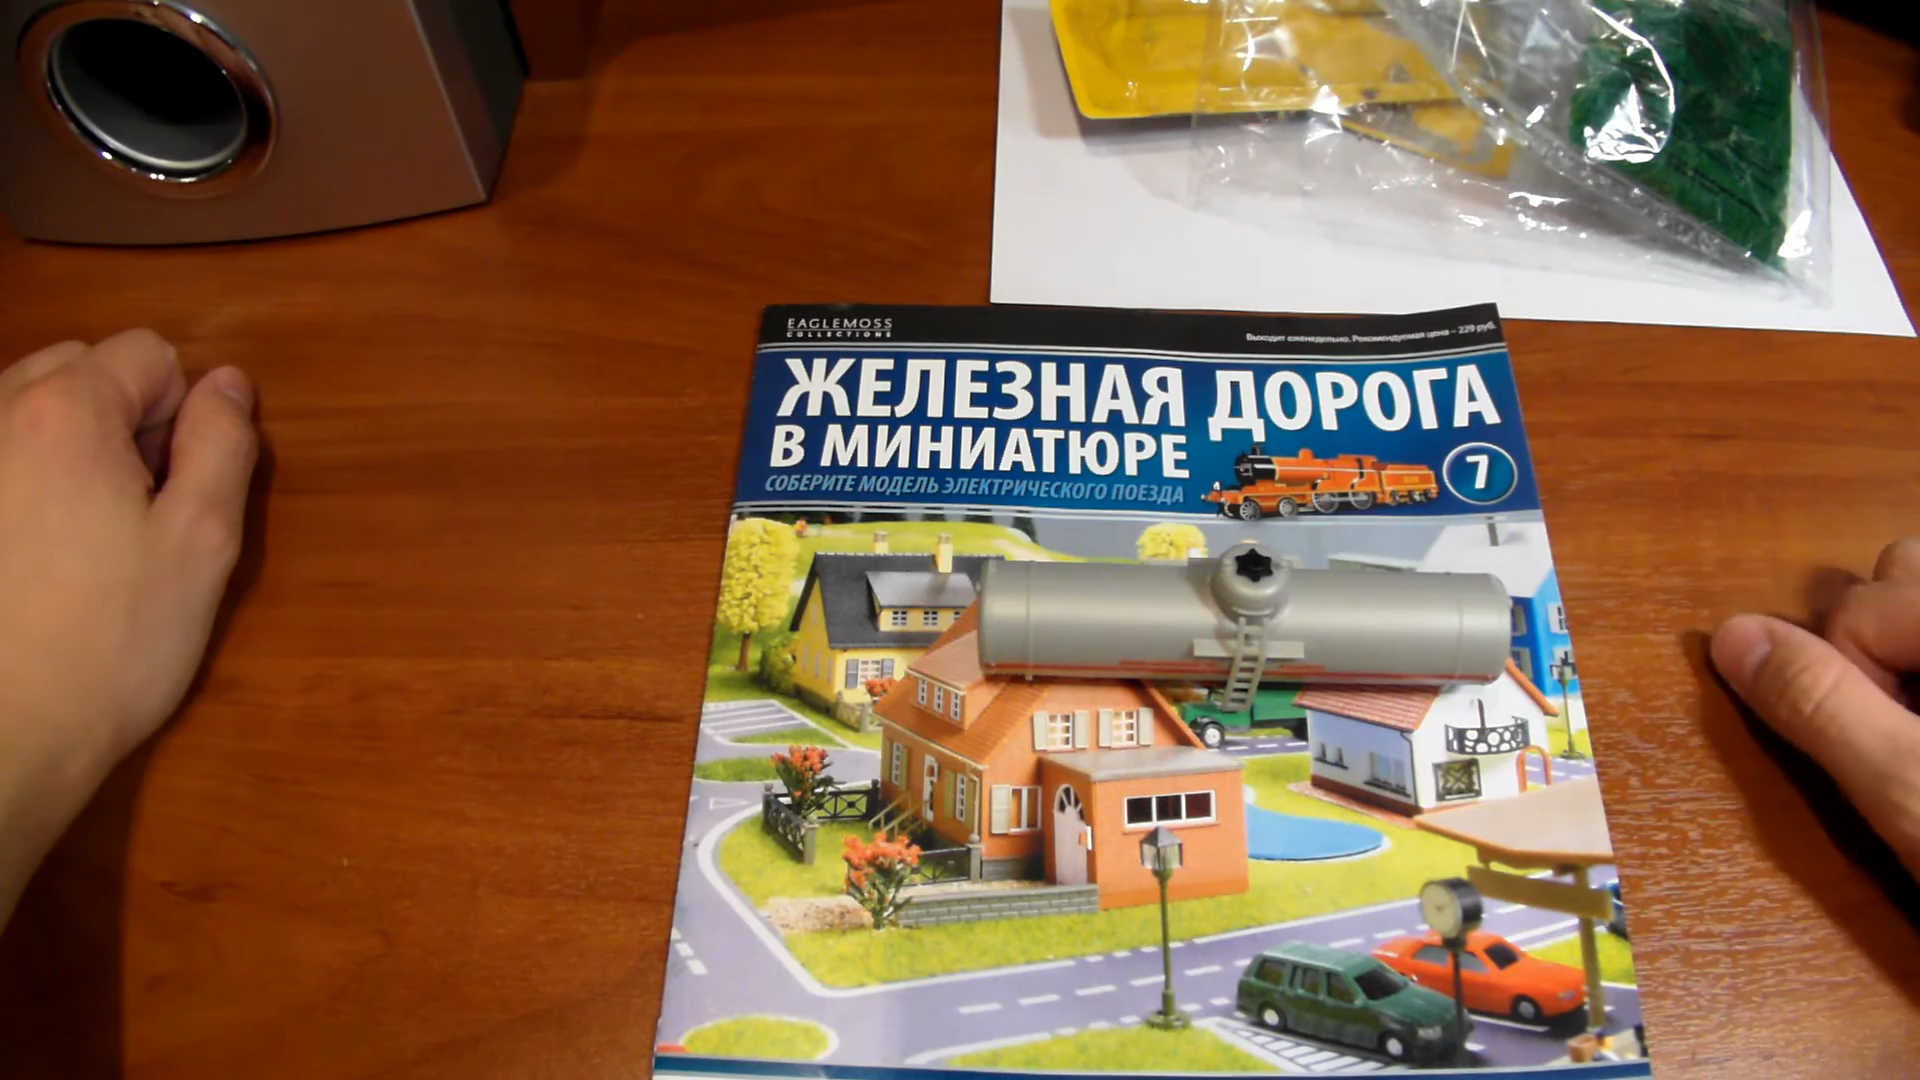 EAGLEMOSS
COLLECTIONS
Выходит еженедельно. Рекомендуемая цена – 229 руб.
ЖЕЛЕЗНАЯ ДОРОГА
В МИНИАТЮРЕ
СОБЕРИТЕ МОДЕЛЬ ЭЛЕКТРИЧЕСКОГО ПОЕЗДА
7